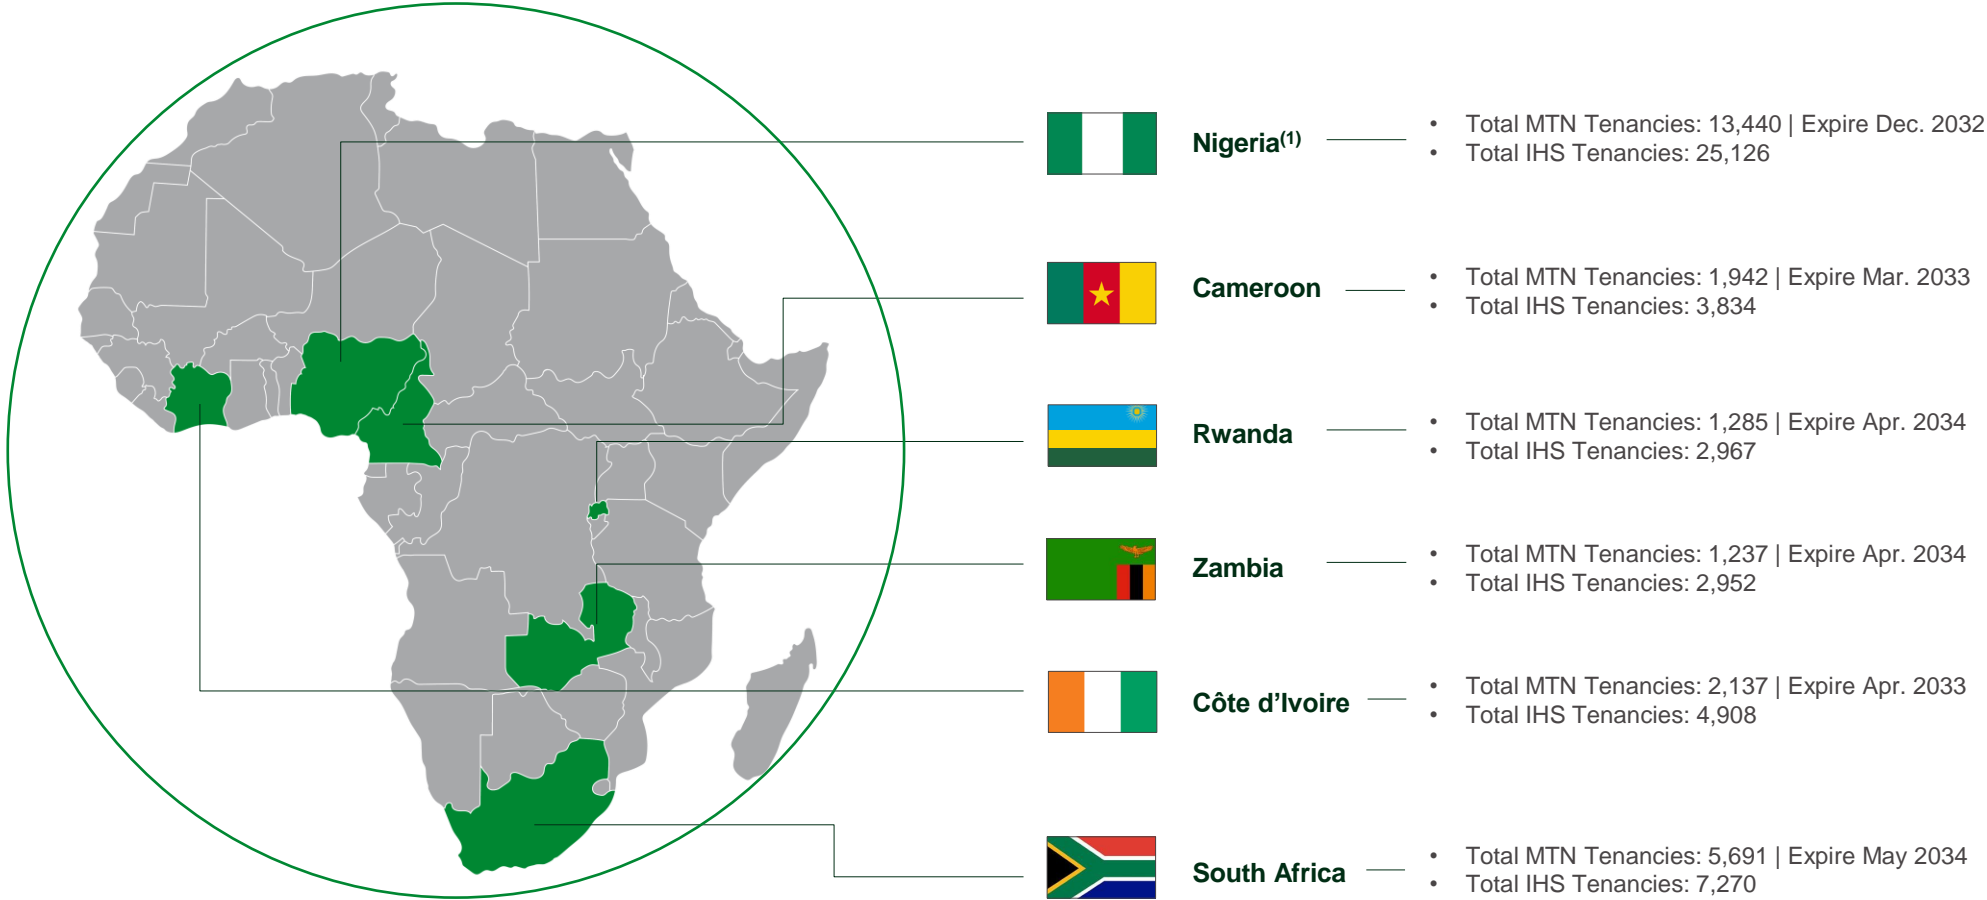 Nigeria(1)
• Total MTN Tenancies: 13,440 | Expire Dec. 2032
• Total IHS Tenancies: 25,126
Cameroon
• Total MTN Tenancies: 1,942 | Expire Mar. 2033
• Total IHS Tenancies: 3,834
Rwanda
• Total MTN Tenancies: 1,285 | Expire Apr. 2034
• Total IHS Tenancies: 2,967
Zambia
• Total MTN Tenancies: 1,237 | Expire Apr. 2034
• Total IHS Tenancies: 2,952
Côte d’Ivoire
• Total MTN Tenancies: 2,137 | Expire Apr. 2033
• Total IHS Tenancies: 4,908
South Africa
• Total MTN Tenancies: 5,691 | Expire May 2034
• Total IHS Tenancies: 7,270